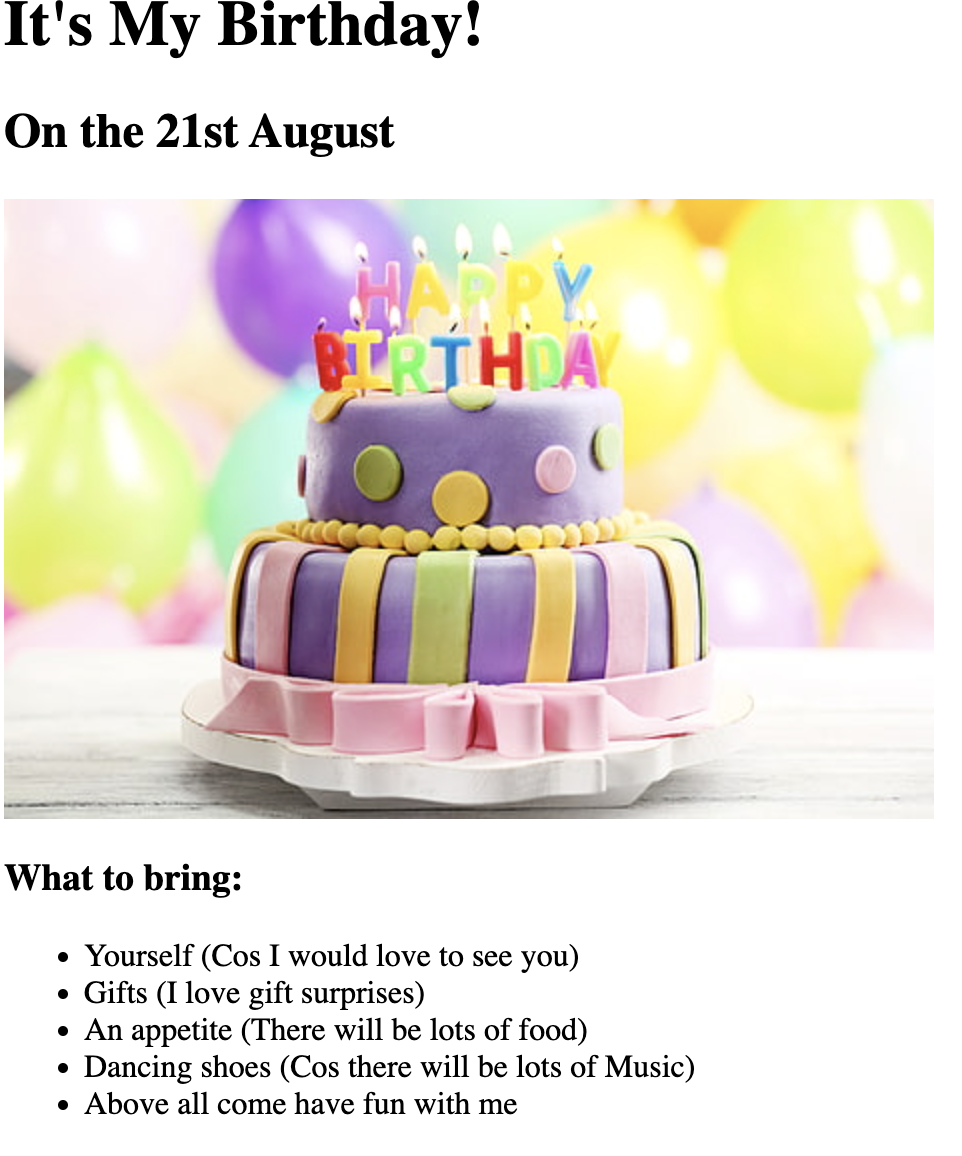 It's My Birthday!
On the 21st August
HAPPY
BIRTHDAY
What to bring:
Yourself (Cos I would love to see you)
Gifts (I love gift surprises)
An appetite (There will be lots of food)
Dancing shoes (Cos there will be lots of Music)
Above all come have fun with me